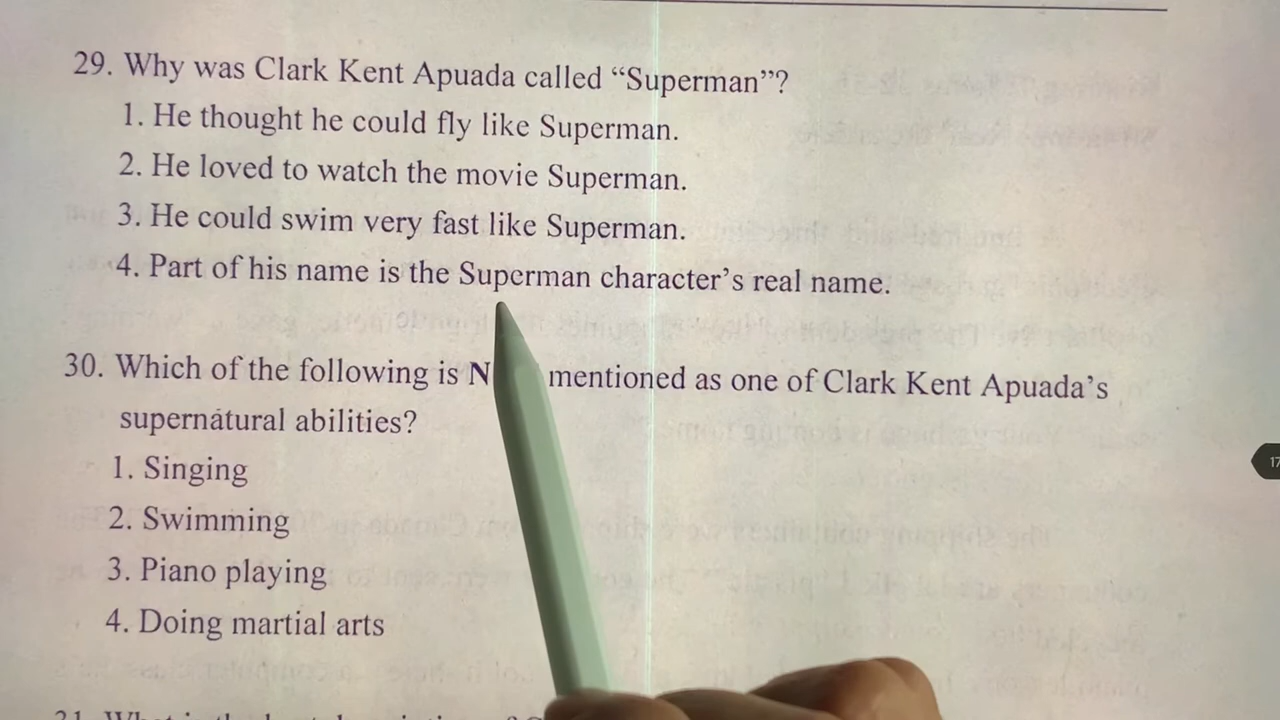 29. Why was Clark Kent Apuada called “Superman”?
1. He thought he could fly like Superman.
2. He loved to watch the movie Superman.
3. He could swim very fast like Superman.
4. Part of his name is the Superman character’s real name.
30. Which of the following is mentioned as one of Clark Kent Apuada’s
supernatural abilities?
1. Singing
2. Swimming
3. Piano playing
4. Doing martial arts
17